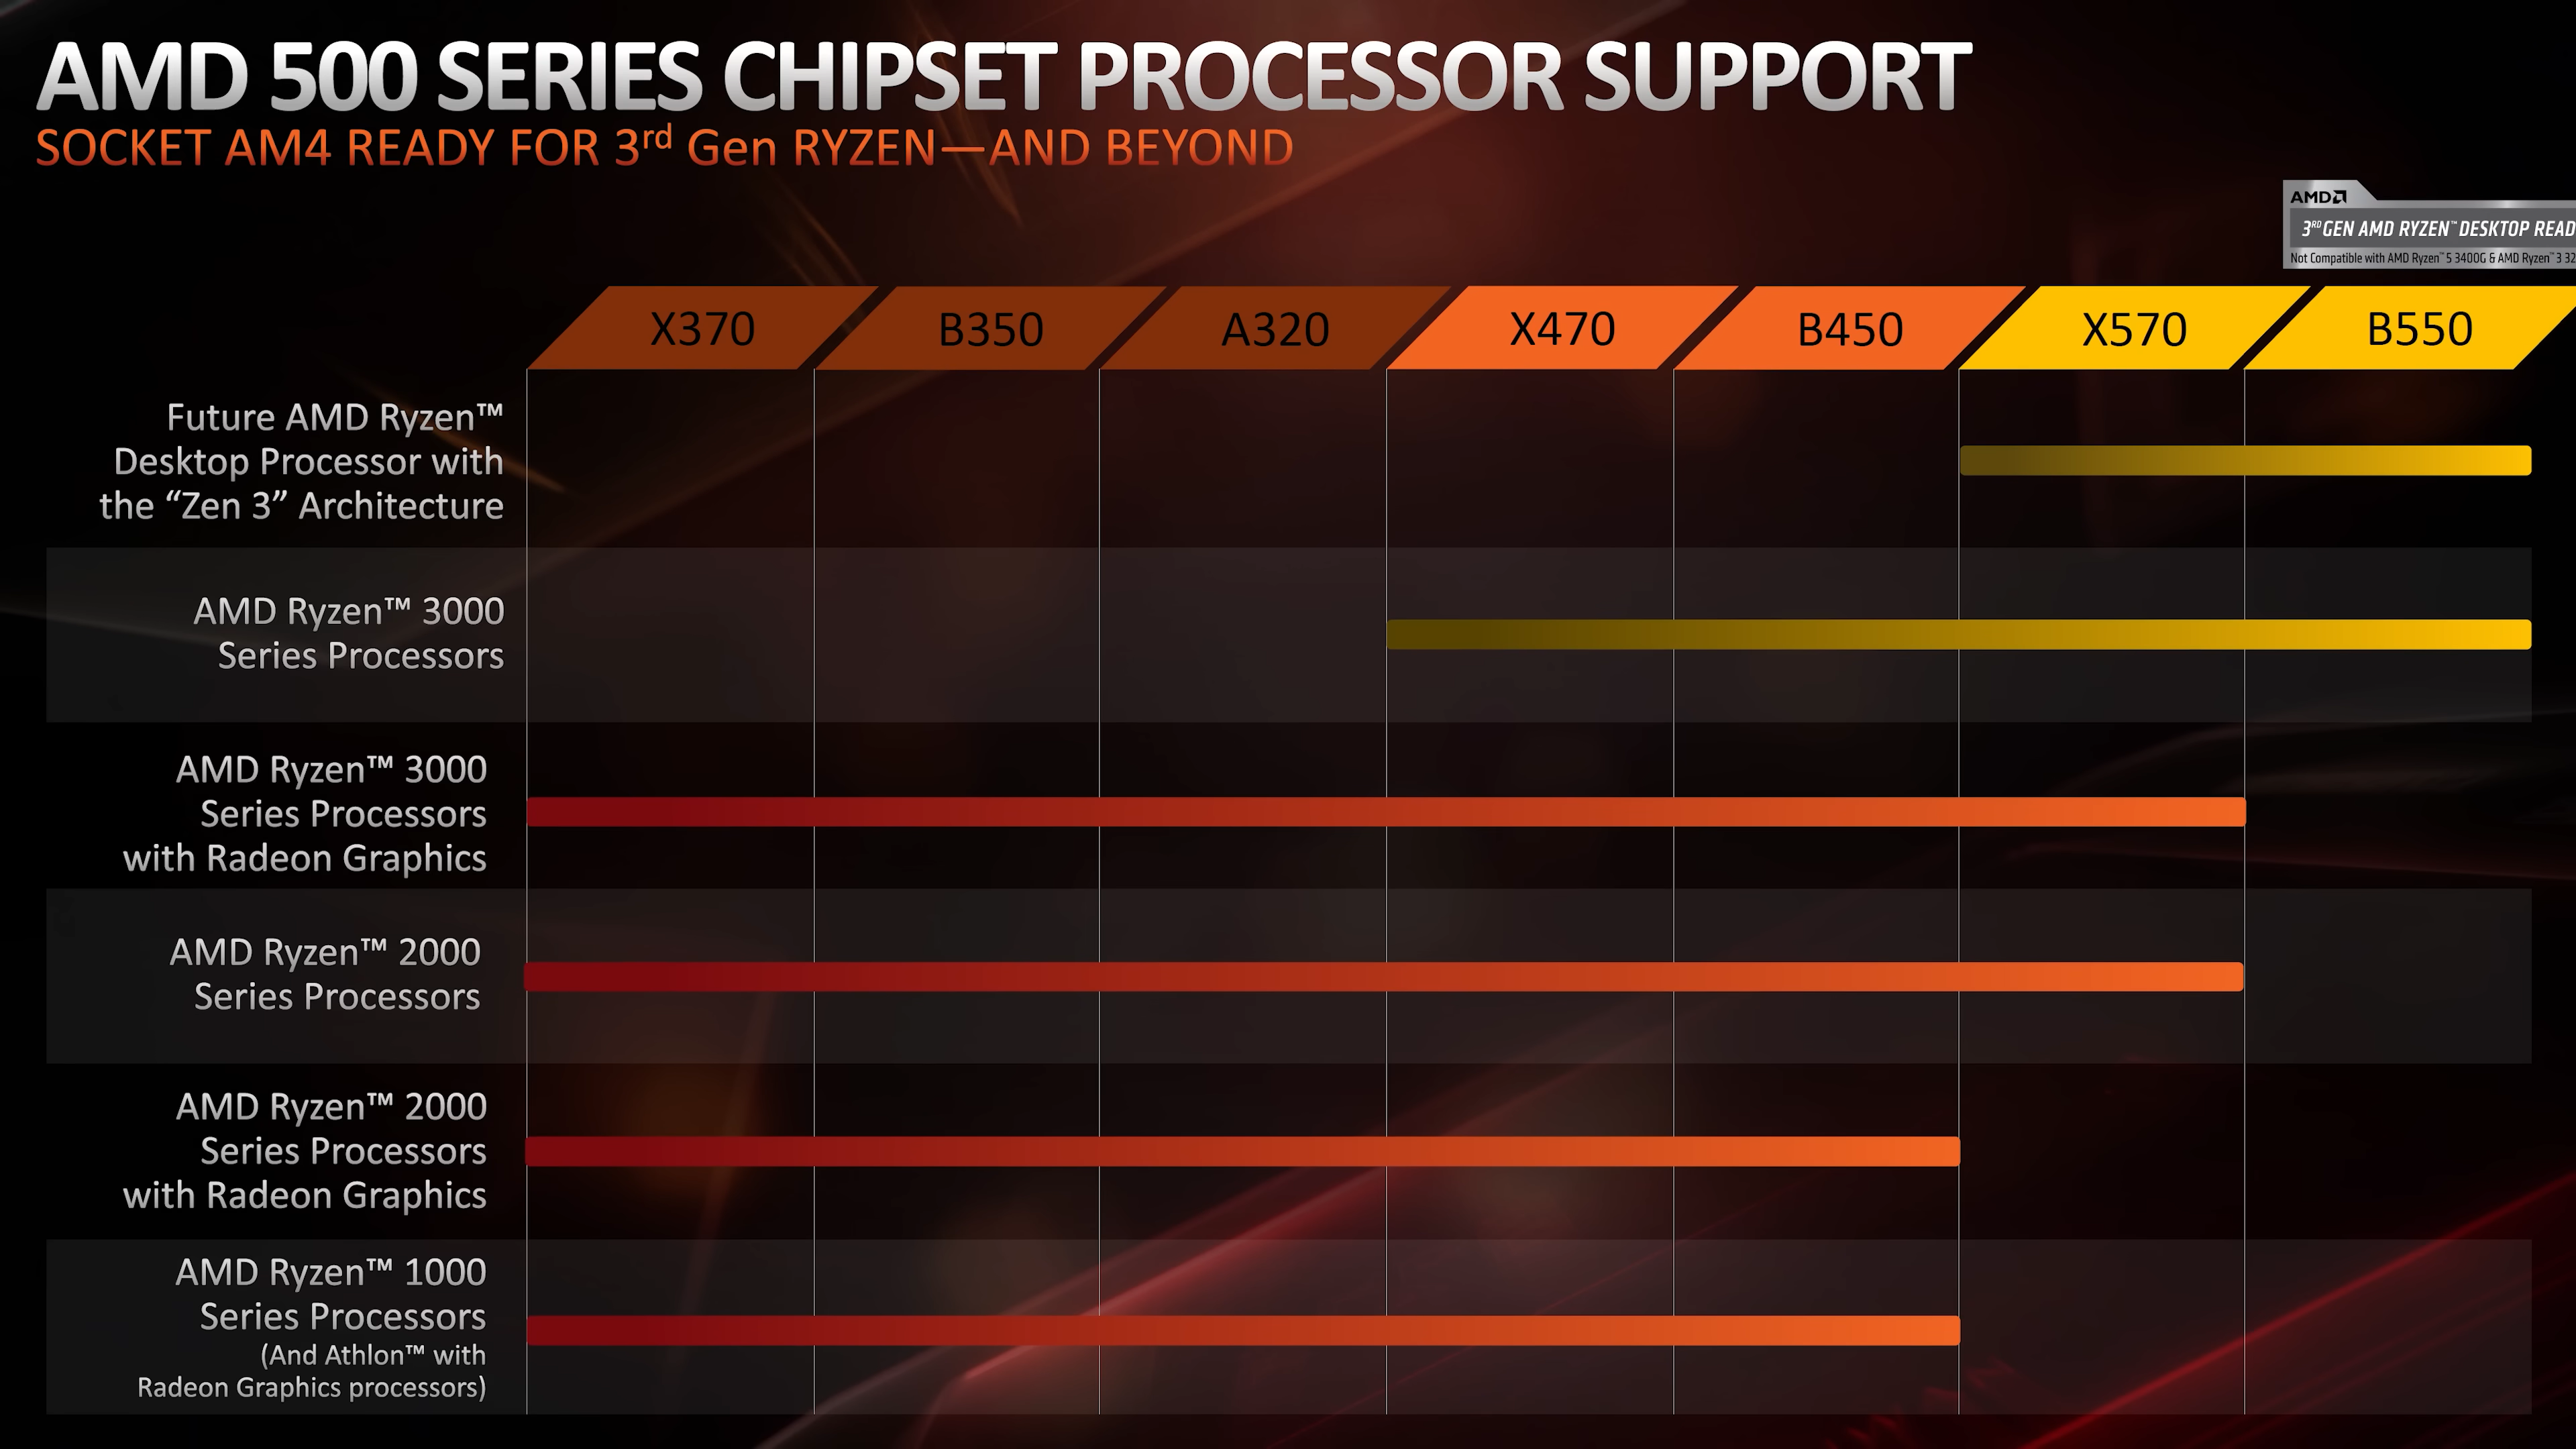 AMD 500 SERIES CHIPSET PROCESSOR SUPPORT
SOCKET AM4 READY FOR 3rd Gen RYZEN—AND BEYOND
AMD
3RD GEN AMD RYZEN™ DESKTOP READ
Not Compatible with AMD Ryzen™ 5 3400G & AMD Ryzen™ 3 32
X370
B350
A320
X470
B450
X570
B550
Future AMD Ryzen™
Desktop Processor with
the “Zen 3” Architecture
AMD Ryzen™ 3000
Series Processors
AMD Ryzen™ 3000
Series Processors
with Radeon Graphics
AMD Ryzen™ 2000
Series Processors
AMD Ryzen™ 2000
Series Processors
with Radeon Graphics
AMD Ryzen™ 1000
Series Processors
(And Athlon™ with
Radeon Graphics processors)